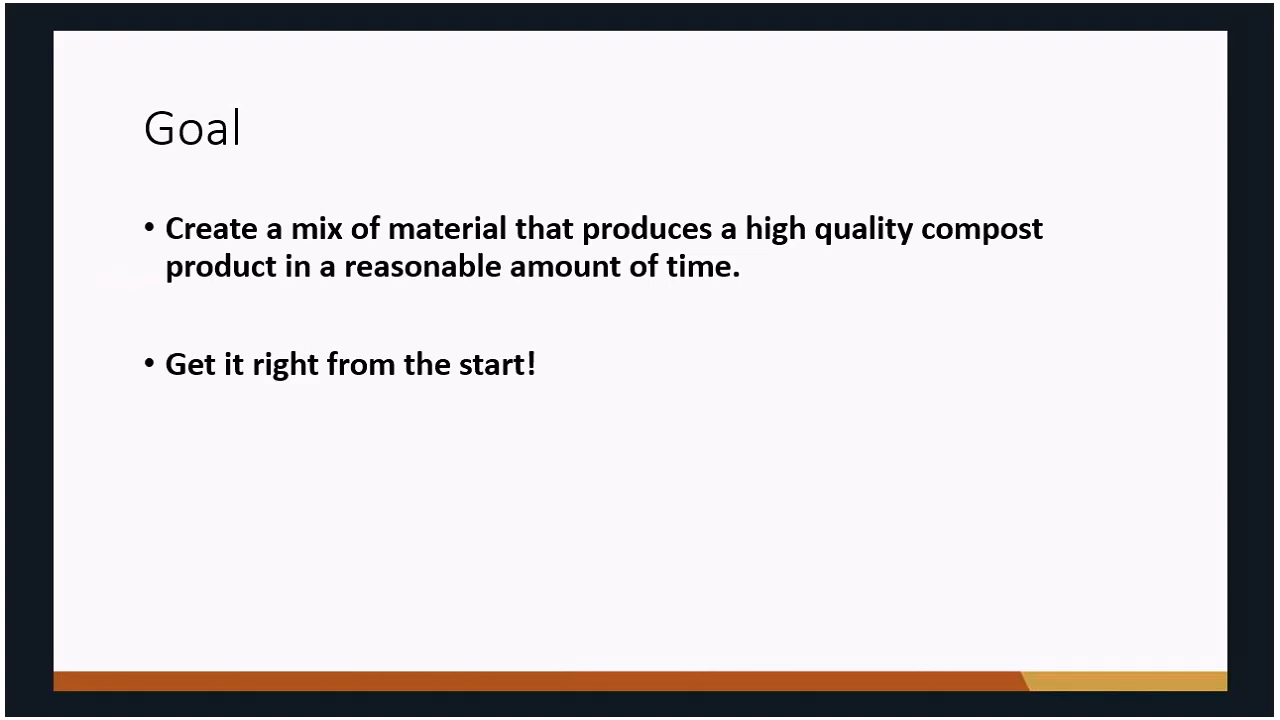 Goal
• Create a mix of material that produces a high quality compost
product in a reasonable amount of time.
• Get it right from the start!